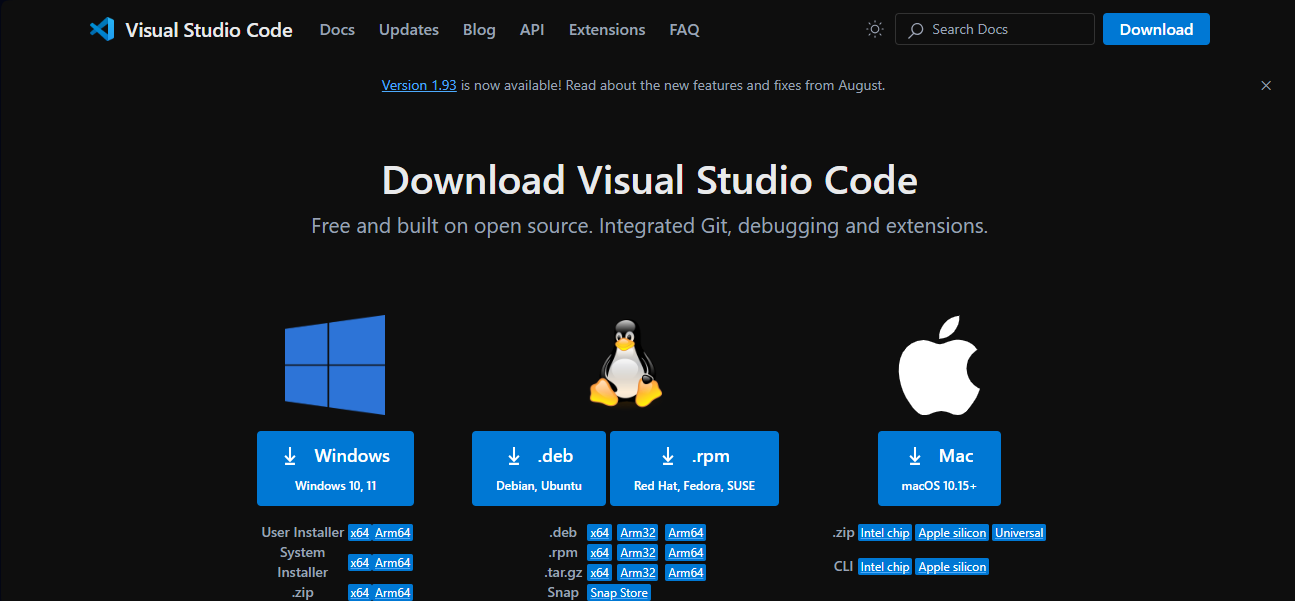 Visual Studio Code Docs Updates Blog API Extensions FAQ Search Docs Download
Version 1.93 is now available! Read about the new features and fixes from August.
Download Visual Studio Code
Free and built on open source. Integrated Git, debugging and extensions.
Windows
Windows 10, 11
User Installer x64 Arm64
System
Installer x64 Arm64
.zip x64 Arm64
.deb
Debian, Ubuntu
.rpm
Red Hat, Fedora, SUSE
.deb x64 Arm32 Arm64
.rpm x64 Arm32 Arm64
.tar.gz x64 Arm32 Arm64
Snap Snap Store
Mac
macOS 10.15+
.zip Intel chip Apple silicon Universal
CLI Intel chip Apple silicon